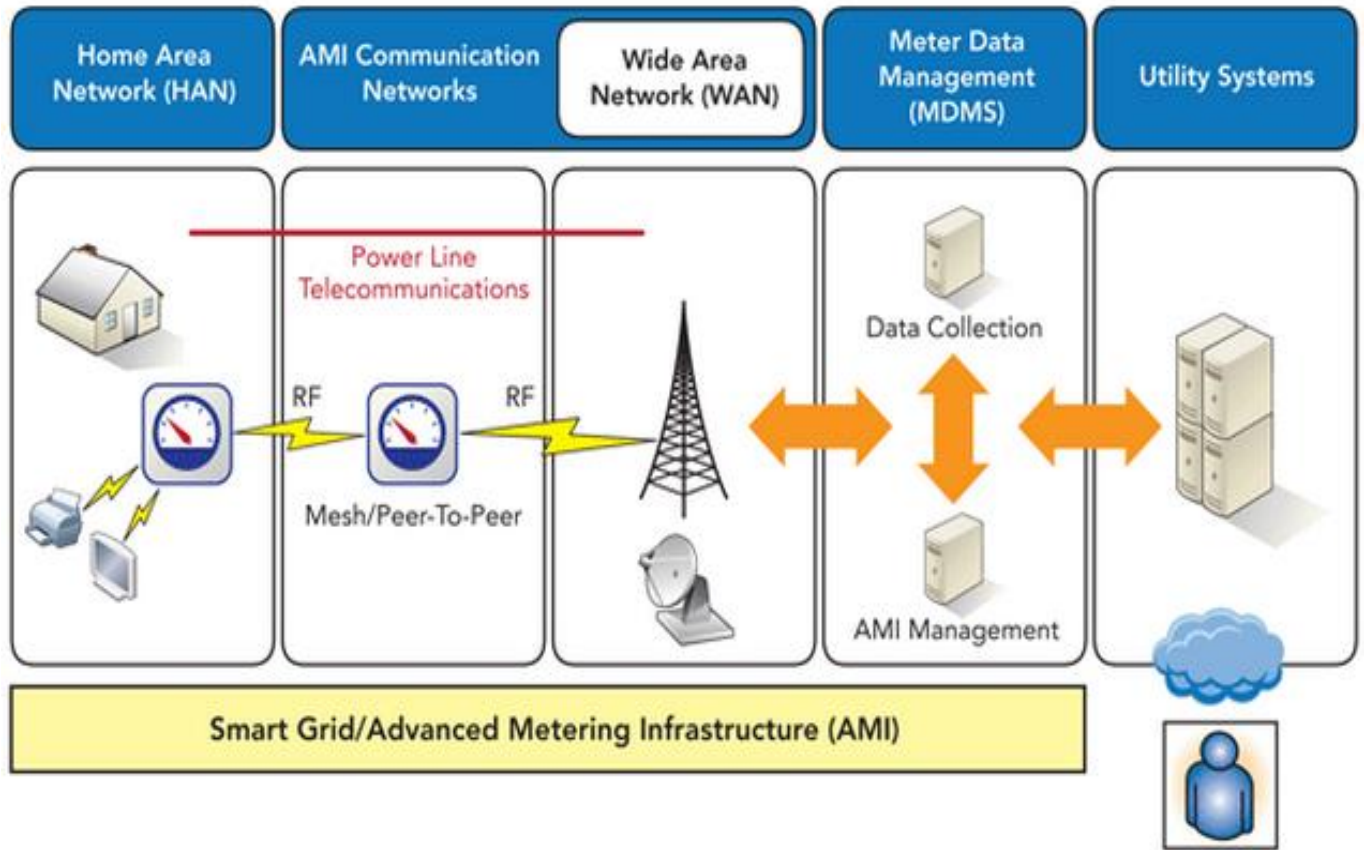 Home Area
Network (HAN)
AMI Communication
Networks
Wide Area
Network (WAN)
Meter Data
Management
(MDMS)
Utility Systems
Power Line
Telecommunications
Data Collection
RF
RF
Mesh/Peer-To-Peer
AMI Management
Smart Grid/Advanced Metering Infrastructure (AMI)